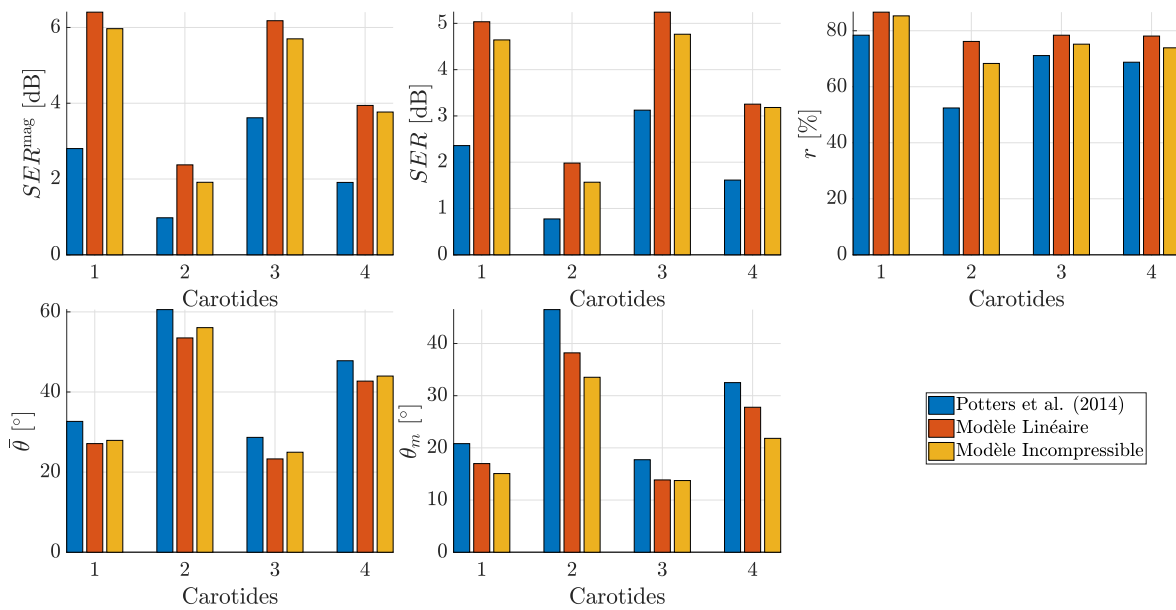 6
4
2
0
SER^mag [dB]
1 2 3 4
Carotides
5
4
3
2
1
0
SER [dB]
1 2 3 4
Carotides
80
60
40
20
0
r [%]
1 2 3 4
Carotides
60
40
20
0
θ̄ [°]
1 2 3 4
Carotides
40
30
20
10
0
θ_m [°]
1 2 3 4
Carotides
Potters et al. (2014)
Modèle Linéaire
Modèle Incompressible